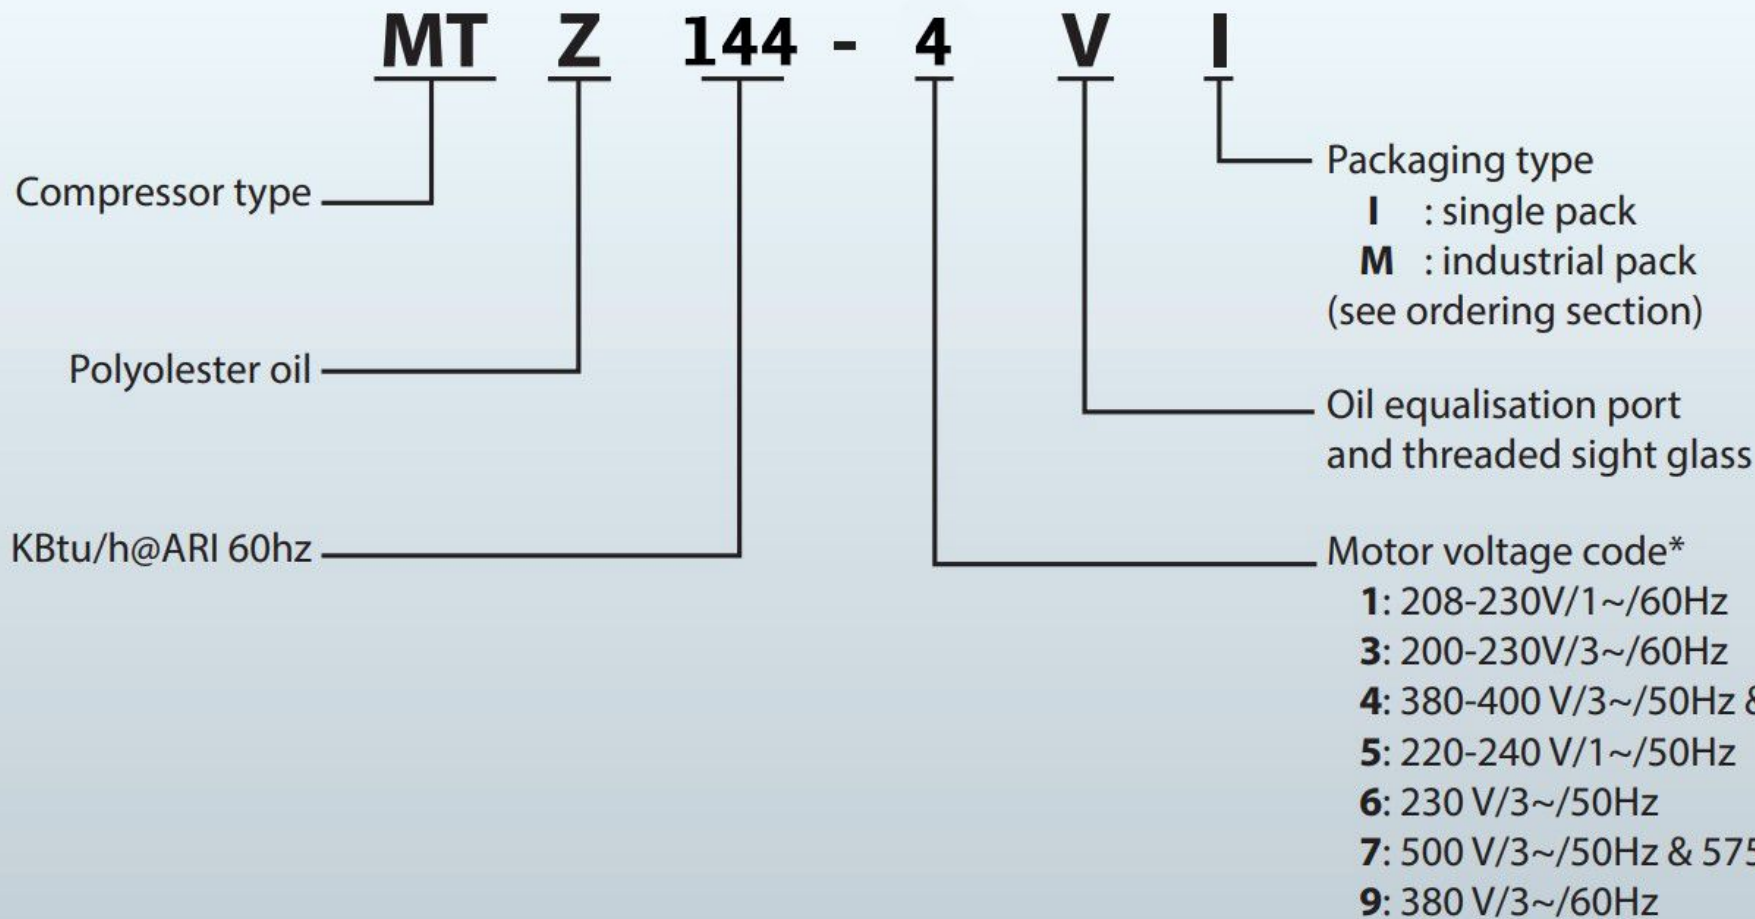 MT Z 144 - 4 V I
Compressor type
Polyolester oil
KBtu/h@ARI 60hz
Packaging type
I : single pack
M : industrial pack
(see ordering section)
Oil equalisation port
and threaded sight glass
Motor voltage code*
1: 208-230V/1~/60Hz
3: 200-230V/3~/60Hz
4: 380-400 V/3~/50Hz &
5: 220-240 V/1~/50Hz
6: 230 V/3~/50Hz
7: 500 V/3~/50Hz & 575
9: 380 V/3~/60Hz